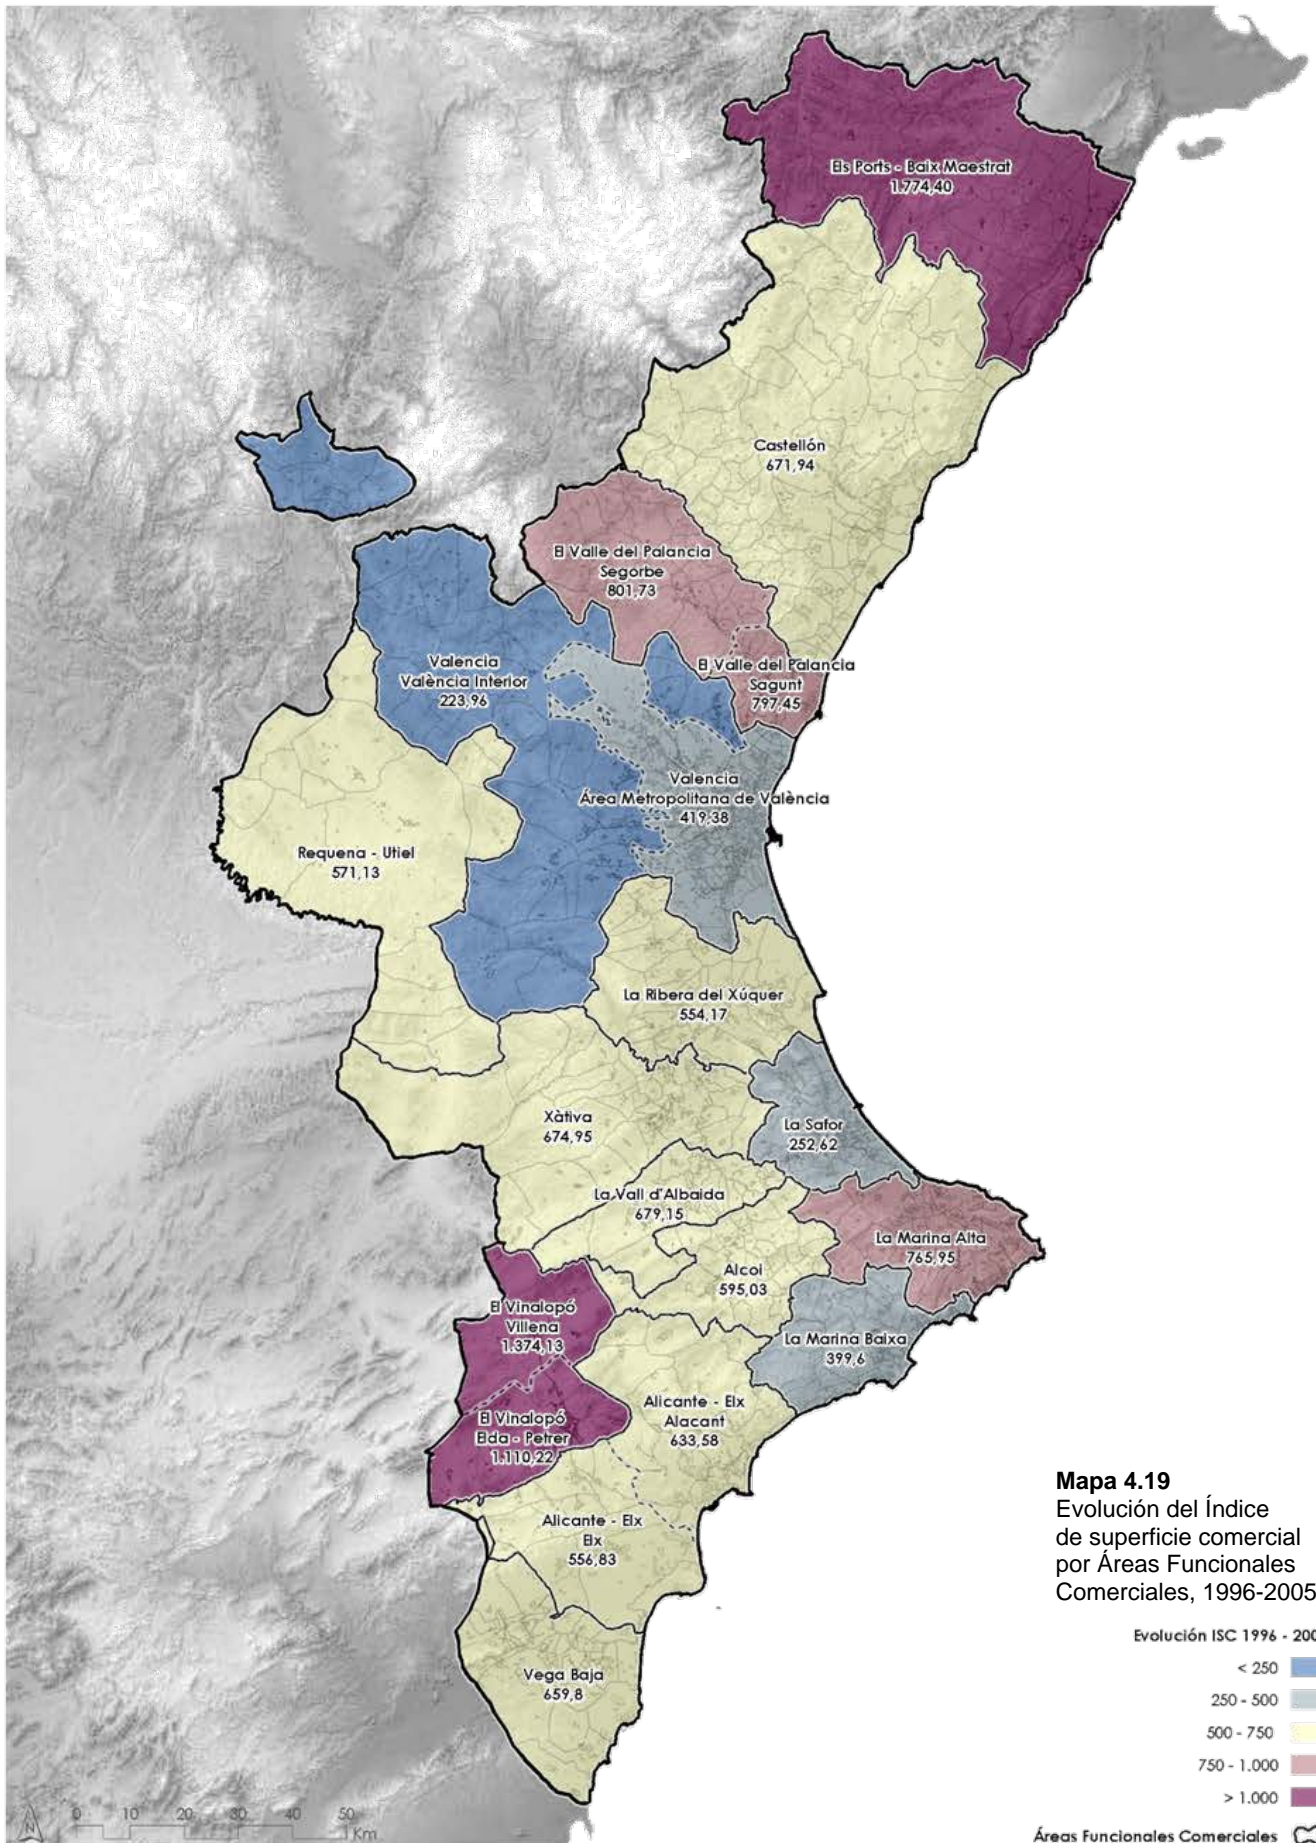 Els Ports - Baix Maestrat
1.774,40
Castellón
671,94
El Valle del Palancia
Segorbe
801,73
El Valle del Palancia
Sagunt
797,45
Valencia
València Interior
223,96
Valencia
Área Metropolitana de València
419,38
Requena - Utiel
571,13
La Ribera del Xúquer
554,17
Xàtiva
674,95
La Safor
252,62
La Vall d'Albaida
679,15
La Marina Alta
765,95
Alcoi
595,03
El Vinalopó
Villena
1.374,13
La Marina Baixa
399,6
Alicante - Elx
Alacant
633,58
El Vinalopó
Elda - Petrer
1.110,22
Alicante - Elx
Elx
556,83
Vega Baja
659,8
Mapa 4.19
Evolución del Índice
de superficie comercial
por Áreas Funcionales
Comerciales, 1996-2005
Evolución ISC 1996 - 200
< 250
250 - 500
500 - 750
750 - 1.000
> 1.000
Áreas Funcionales Comerciales
N
0 10 20 30 40 50
Km